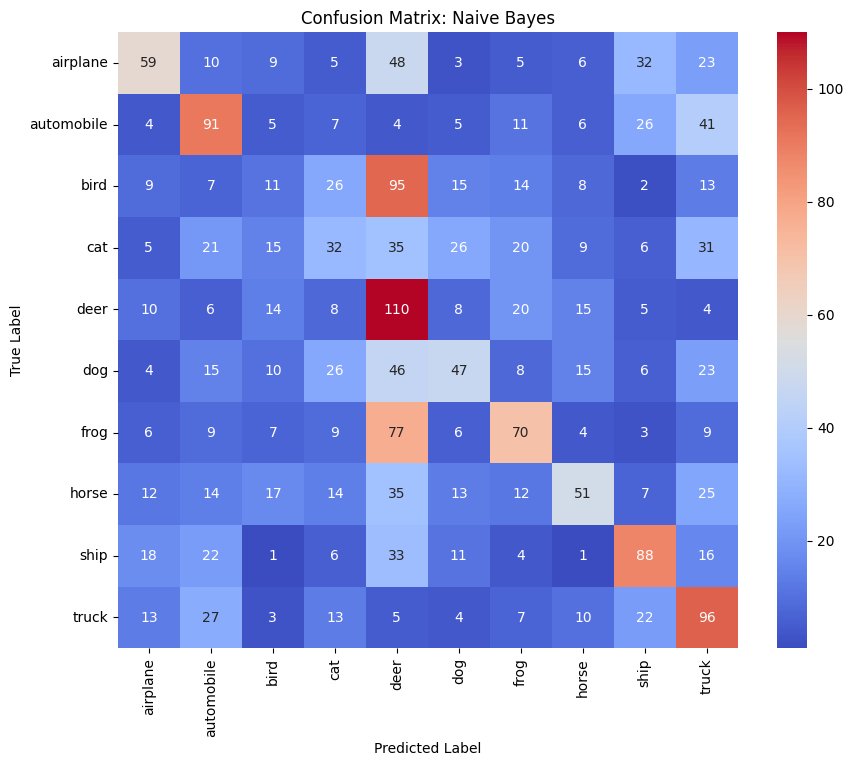 Confusion Matrix: Naive Bayes
airplane 59 10 9 5 48 3 5 6 32 23
automobile 4 91 5 7 4 5 11 6 26 41
bird 9 7 11 26 95 15 14 8 2 13
cat 5 21 15 32 35 26 20 9 6 31
deer 10 6 14 8 110 8 20 15 5 4
dog 4 15 10 26 46 47 8 15 6 23
frog 6 9 7 9 77 6 70 4 3 9
horse 12 14 17 14 35 13 12 51 7 25
ship 18 22 1 6 33 11 4 1 88 16
truck 13 27 3 13 5 4 7 10 22 96
airplane automobile bird cat deer dog frog horse ship truck
Predicted Label
True Label
100
80
60
40
20